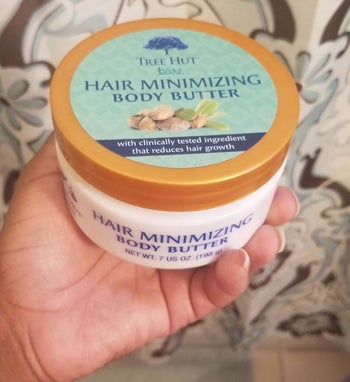 TREE HUT
bare
HAIR MINIMIZING
BODY BUTTER
with clinically tested ingredient
that reduces hair growth
HAIR MINIMIZING
BODY BUTTER
NET WT. 7 US OZ. (198 g)